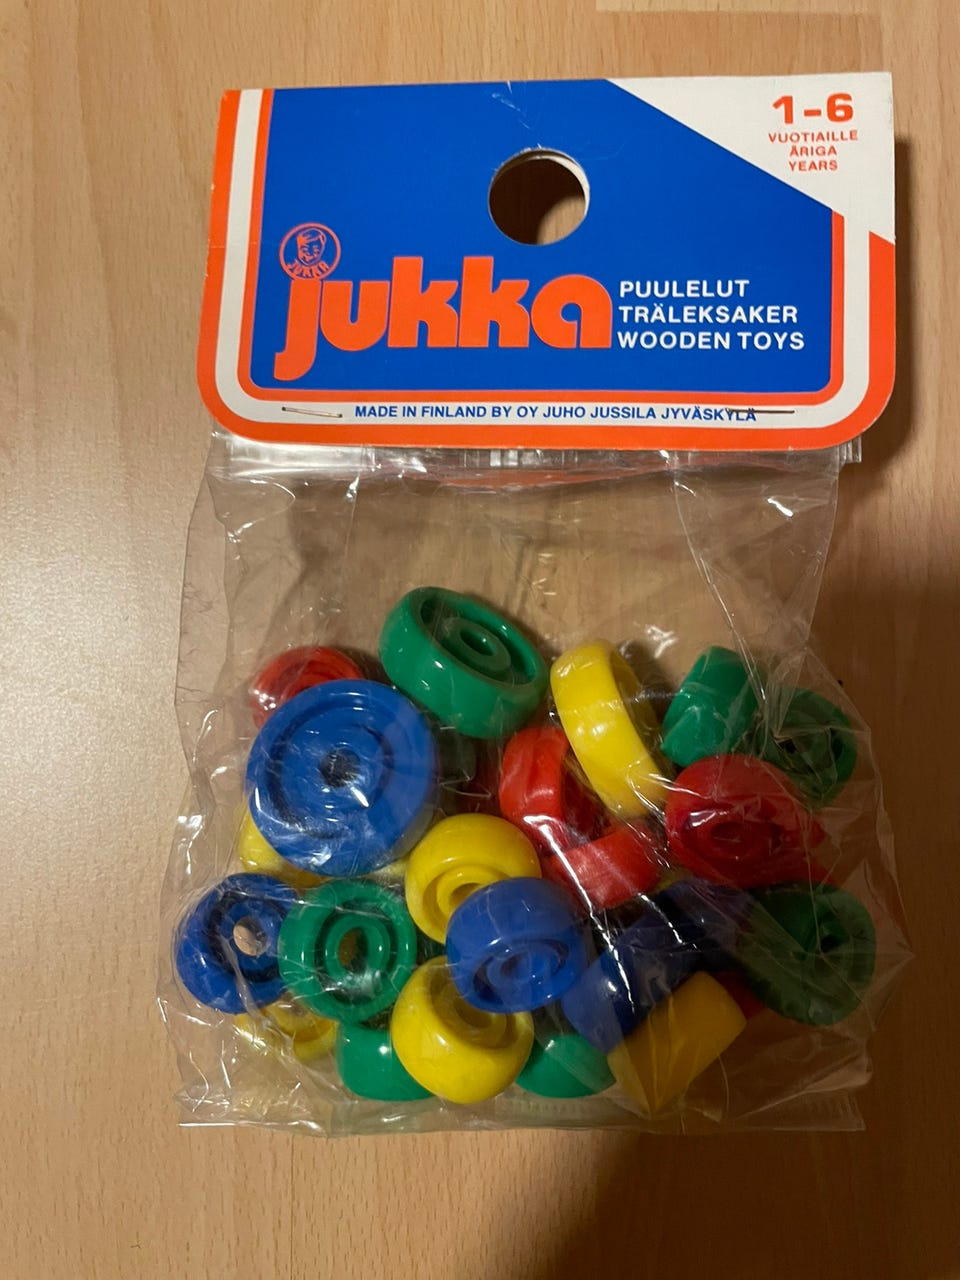 1-6
VUOTIAILLE
ÅRIGA
YEARS
JUKKA
jukka
PUULELUT
TRÄLEKSAKER
WOODEN TOYS
MADE IN FINLAND BY OY JUHO JUSSILA JYVÄSKYLÄ